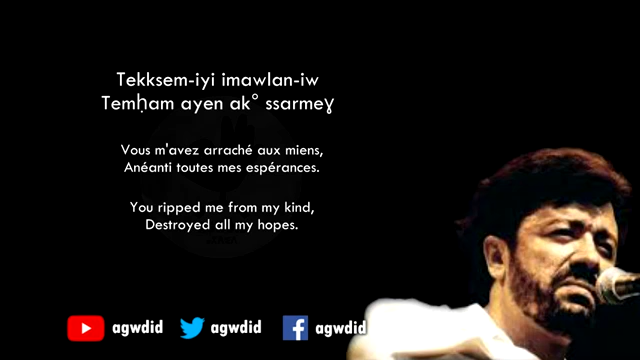 Tekksem-iyi imawlan-iw
Temḥam ayen ak° ssarmeɣ
Vous m'avez arraché aux miens,
Anéanti toutes mes espérances.
You ripped me from my kind,
Destroyed all my hopes.
agwdid agwdid agwdid